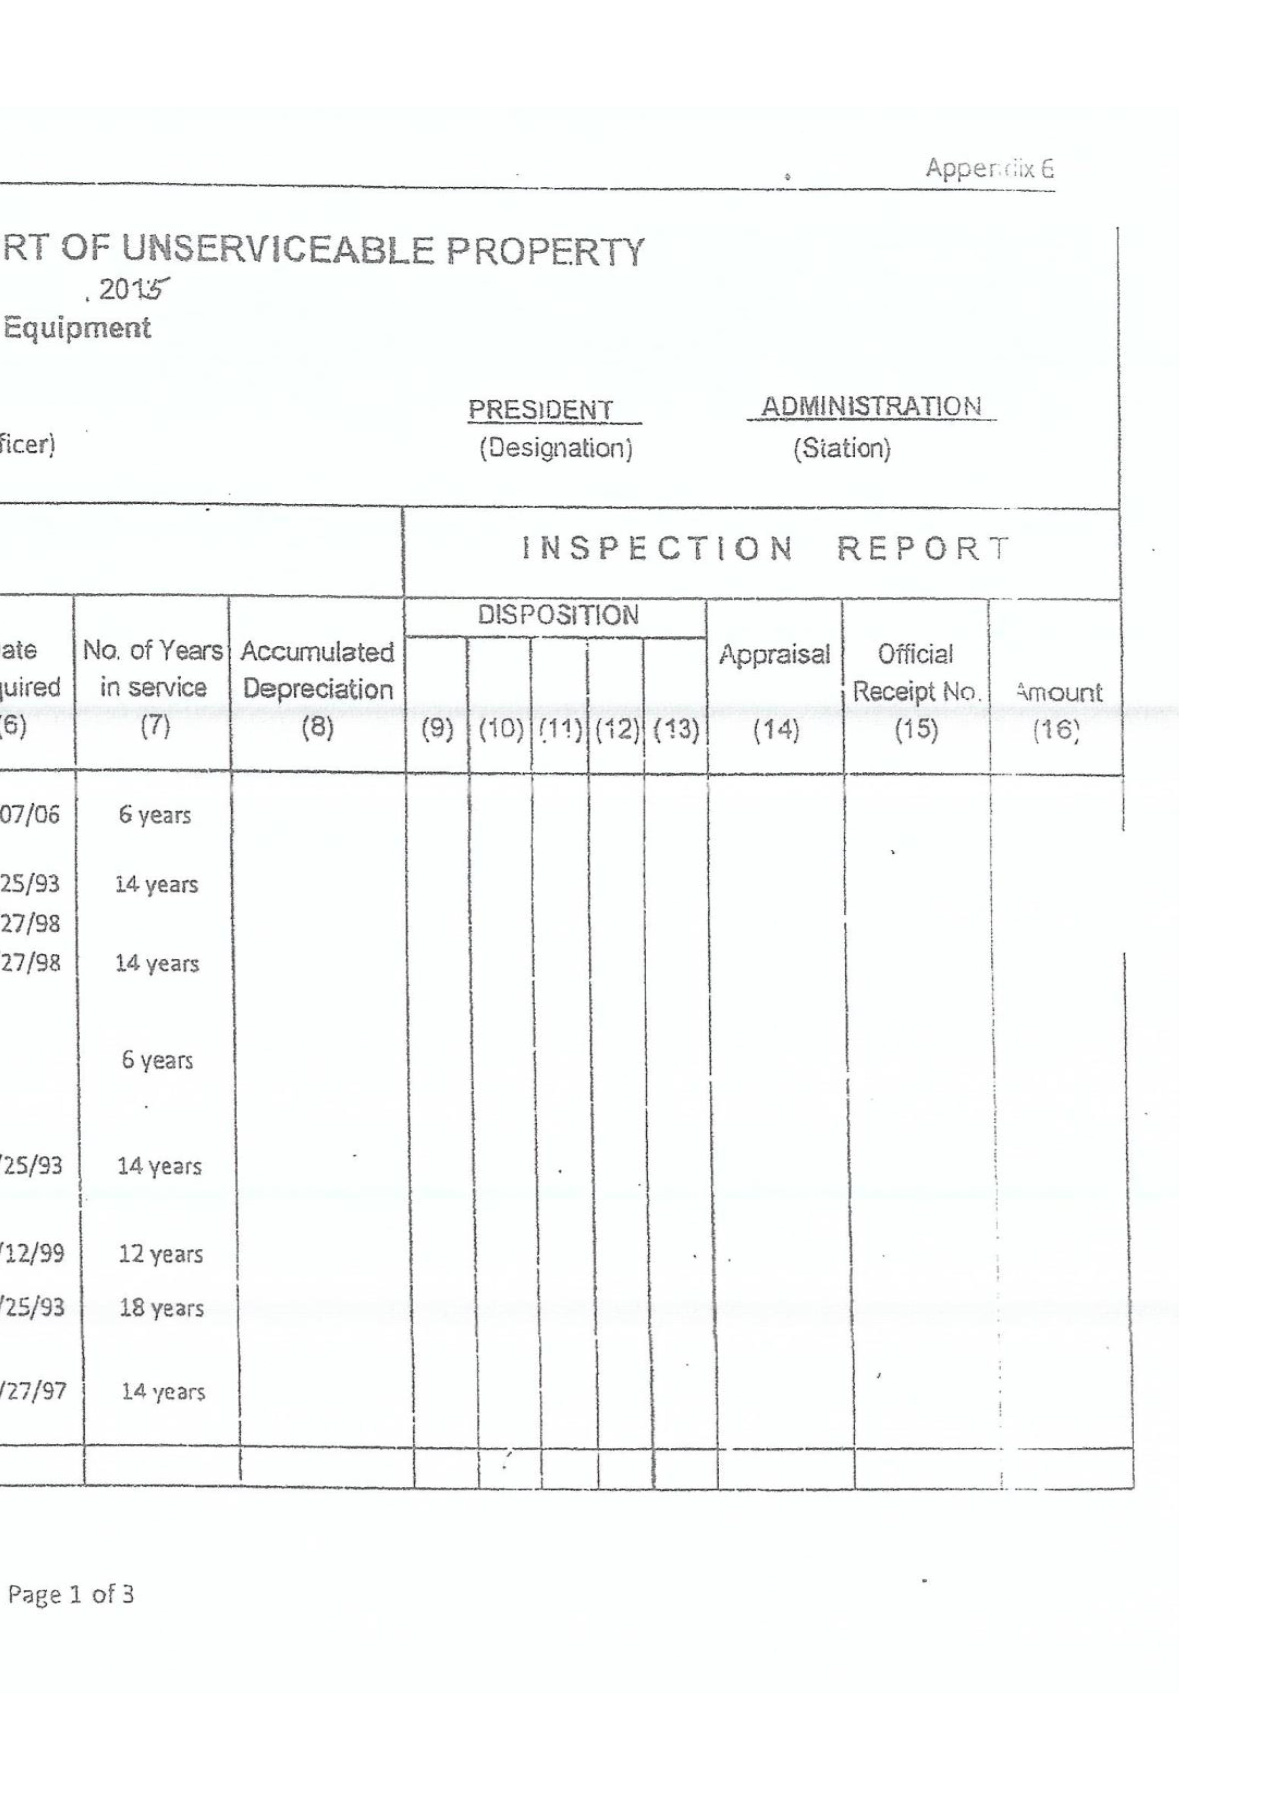 Appendix 6
RT OF UNSERVICEABLE PROPERTY
, 2015
Equipment
PRESIDENT ADMINISTRATION
ficer) (Designation) (Station)
INSPECTION REPORT
DISPOSITION
ate No. of Years Accumulated Appraisal Official
quired in service Depreciation Receipt No. Amount
(6) (7) (8) (9) (10) (11) (12) (13) (14) (15) (16)
07/06 6 years
25/93 14 years
27/98
/27/98 14 years
6 years
/25/93 14 years
/12/99 12 years
/25/93 18 years
/27/97 14 years
Page 1 of 3